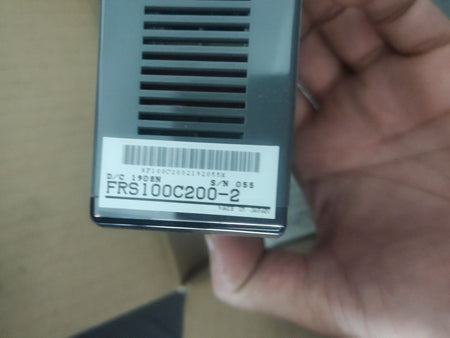 D/C 1908N S/N 055
FRS100C200-2
MADE IN JAPAN